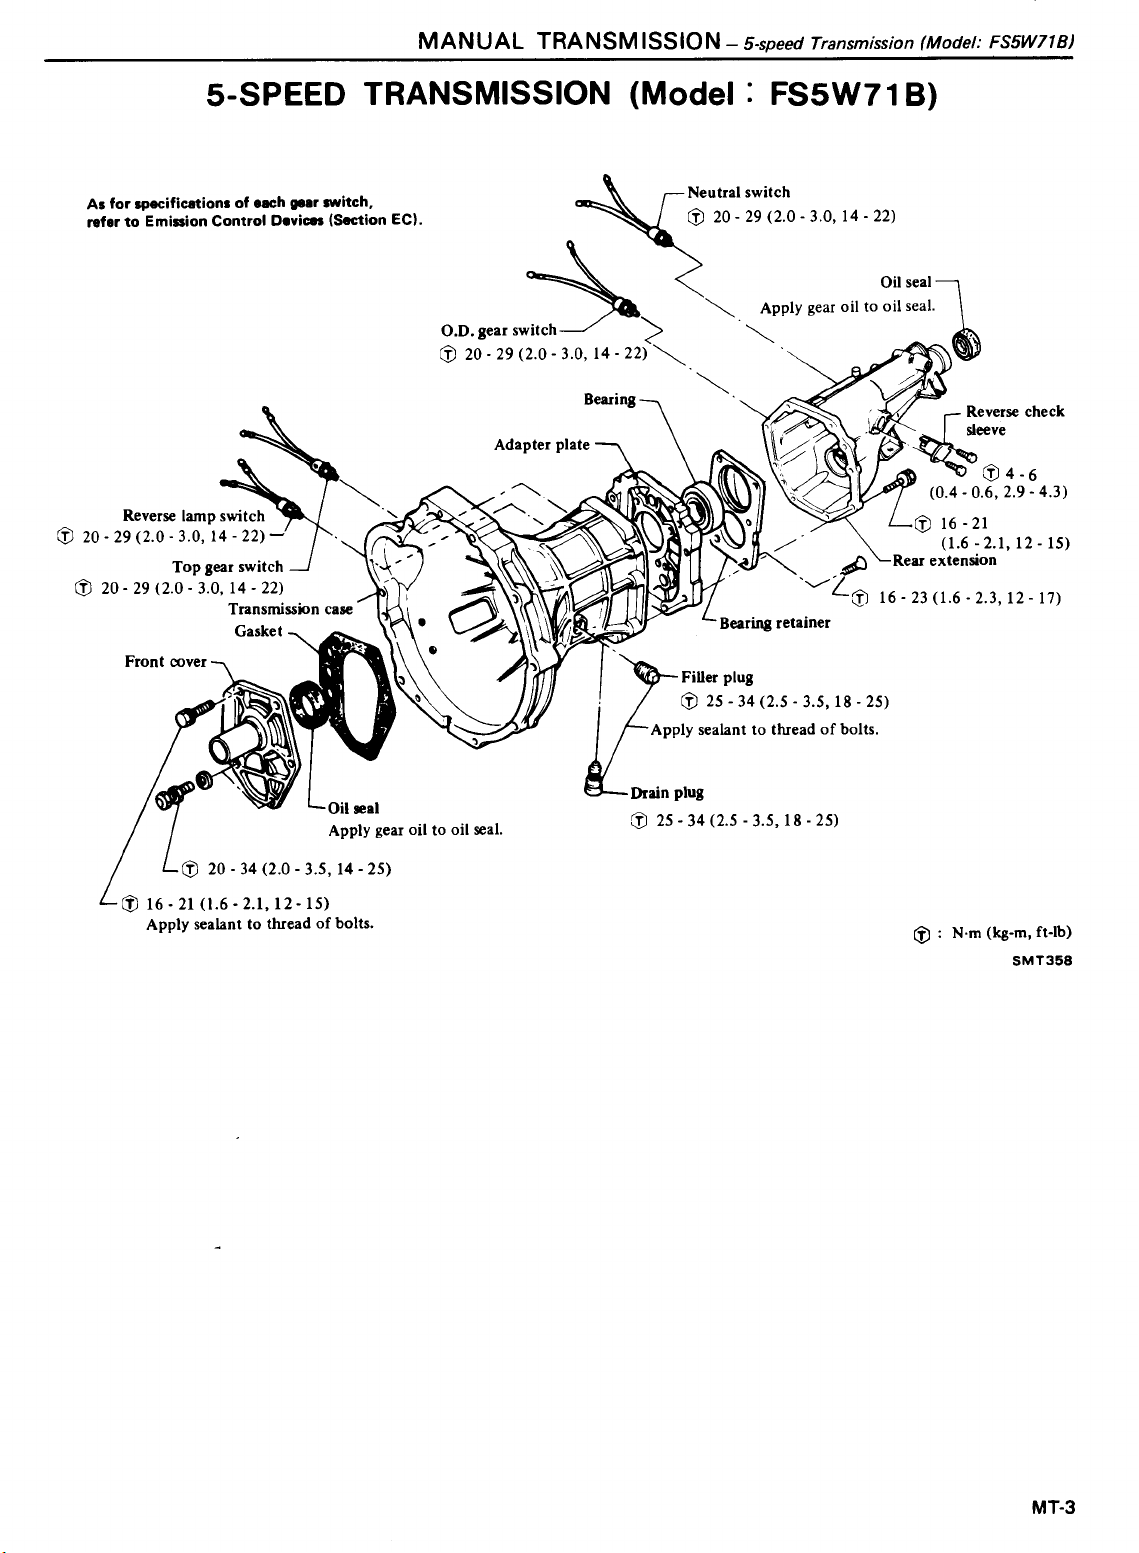 MANUAL TRANSMISSION – 5-speed Transmission (Model: FS5W71B)
5-SPEED TRANSMISSION (Model : FS5W71B)
As for specifications of each gear switch,
refer to Emission Control Devices (Section EC).
Neutral switch
Ⓣ 20 - 29 (2.0 - 3.0, 14 - 22)
Oil seal
Apply gear oil to oil seal.
O.D. gear switch
Ⓣ 20 - 29 (2.0 - 3.0, 14 - 22)
Bearing
Reverse check
sleeve
Adapter plate
Ⓣ 4 - 6
(0.4 - 0.6, 2.9 - 4.3)
Reverse lamp switch
Ⓣ 20 - 29 (2.0 - 3.0, 14 - 22)
Ⓣ 16 - 21
(1.6 - 2.1, 12 - 15)
Rear extension
Top gear switch
Ⓣ 20 - 29 (2.0 - 3.0, 14 - 22)
Ⓣ 16 - 23 (1.6 - 2.3, 12 - 17)
Transmission case
Gasket
Bearing retainer
Front cover
Filler plug
Ⓣ 25 - 34 (2.5 - 3.5, 18 - 25)
Apply sealant to thread of bolts.
Drain plug
Ⓣ 25 - 34 (2.5 - 3.5, 18 - 25)
Oil seal
Apply gear oil to oil seal.
Ⓣ 20 - 34 (2.0 - 3.5, 14 - 25)
Ⓣ 16 - 21 (1.6 - 2.1, 12 - 15)
Apply sealant to thread of bolts.
Ⓣ : N·m (kg-m, ft-lb)
SMT358
MT-3